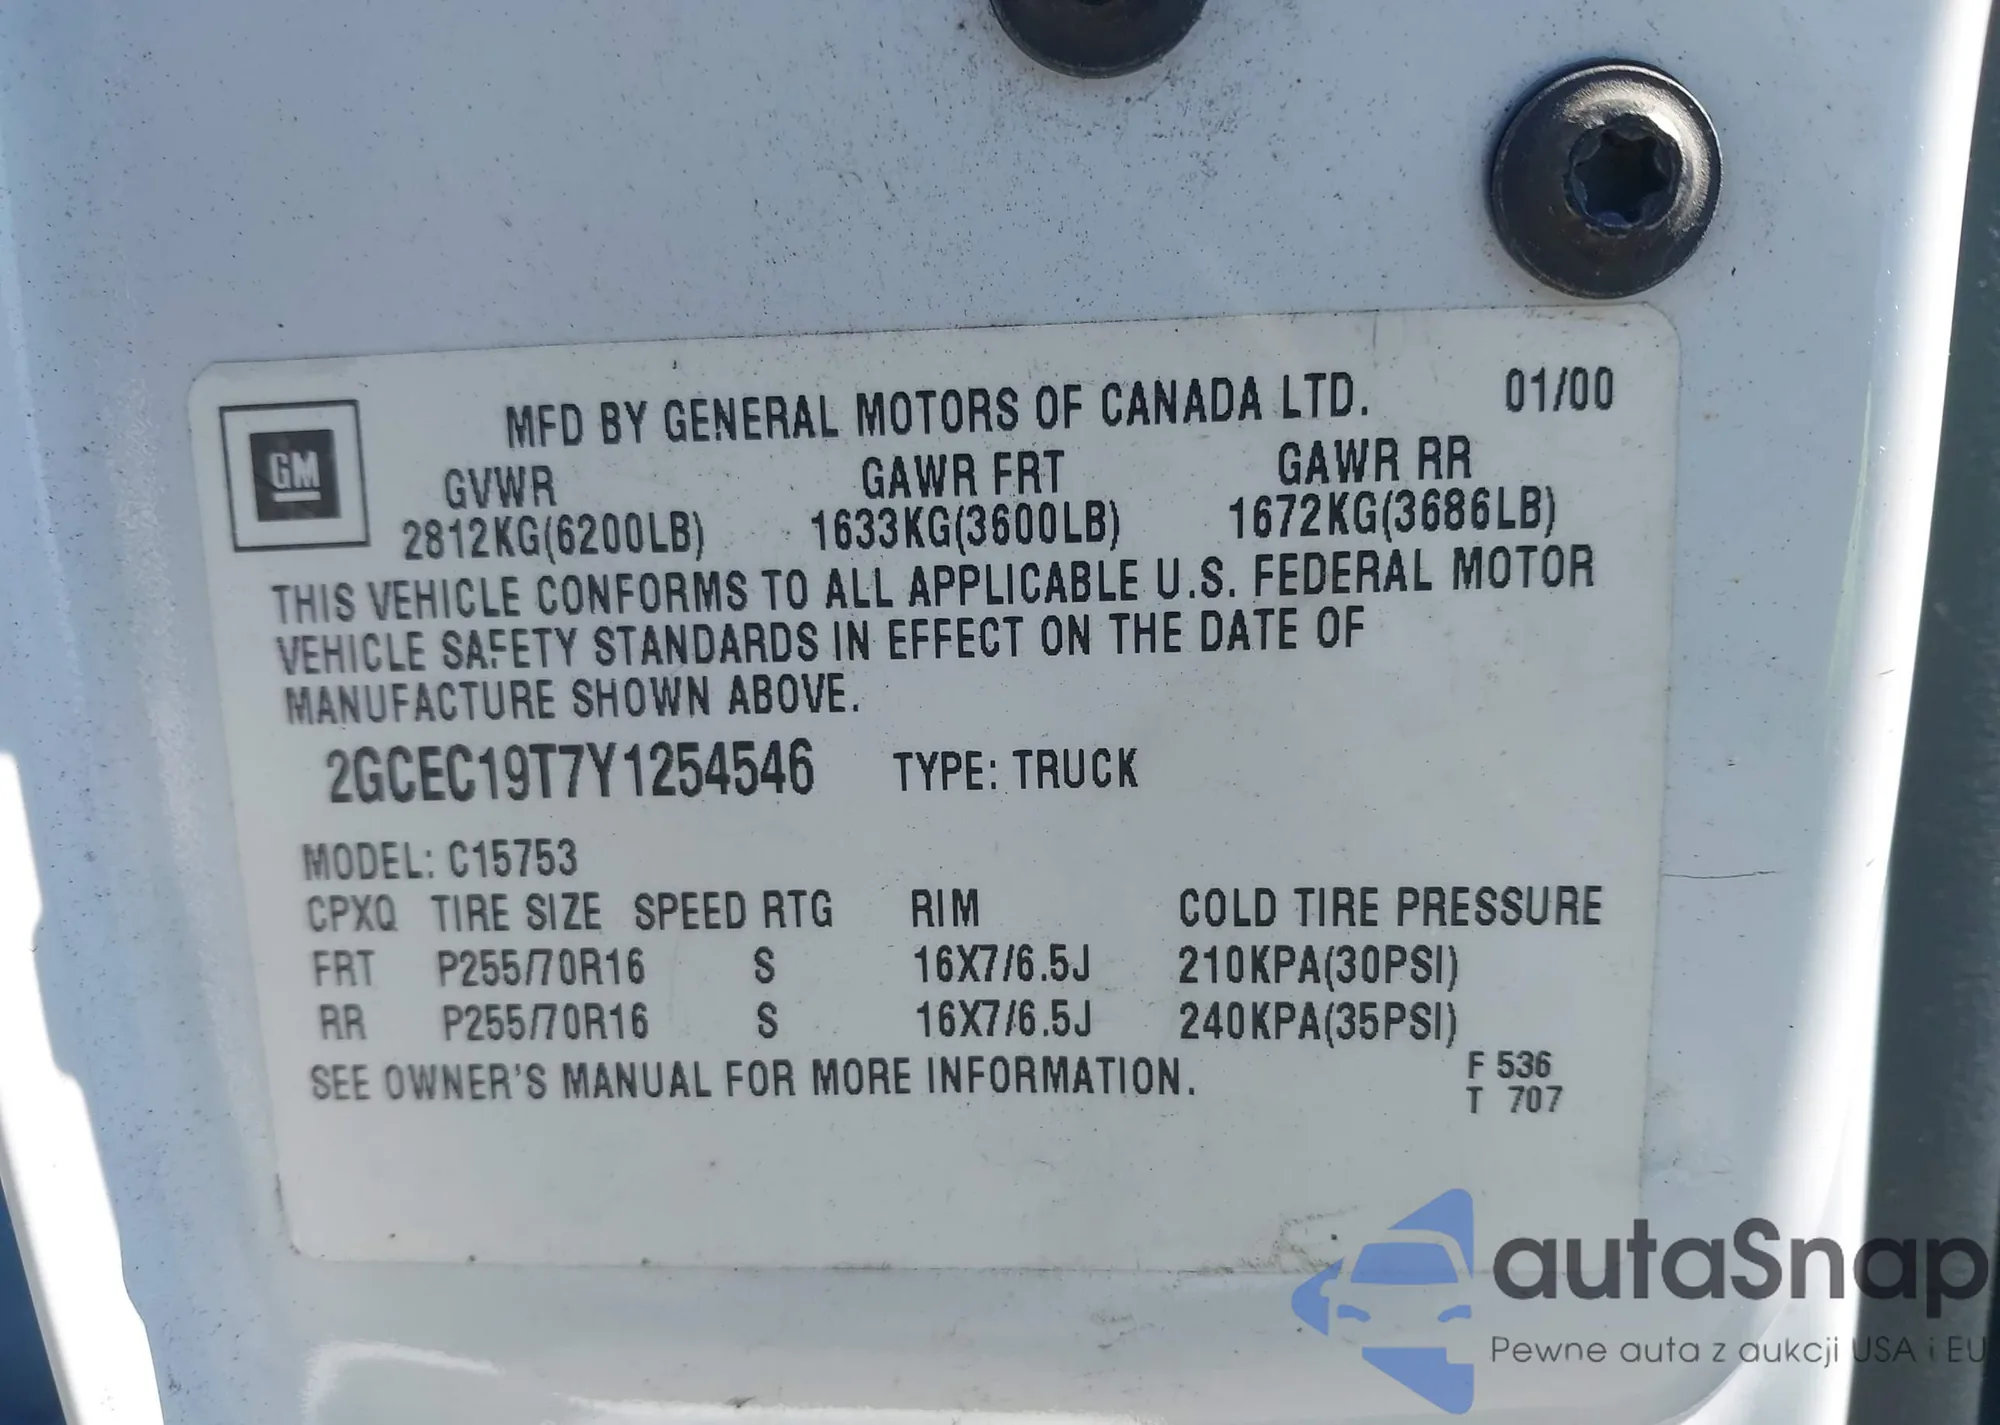 MFD BY GENERAL MOTORS OF CANADA LTD. 01/00
GM
GVWR GAWR FRT GAWR RR
2812KG(6200LB) 1633KG(3600LB) 1672KG(3686LB)
THIS VEHICLE CONFORMS TO ALL APPLICABLE U.S. FEDERAL MOTOR
VEHICLE SAFETY STANDARDS IN EFFECT ON THE DATE OF
MANUFACTURE SHOWN ABOVE.
2GCEC19T7Y1254546 TYPE: TRUCK
MODEL: C15753
CPXQ TIRE SIZE SPEED RTG RIM COLD TIRE PRESSURE
FRT P255/70R16 S 16X7/6.5J 210KPA(30PSI)
RR P255/70R16 S 16X7/6.5J 240KPA(35PSI)
SEE OWNER'S MANUAL FOR MORE INFORMATION.
F 536
T 707
autaSnap
Pewne auta z aukcji USA i EU